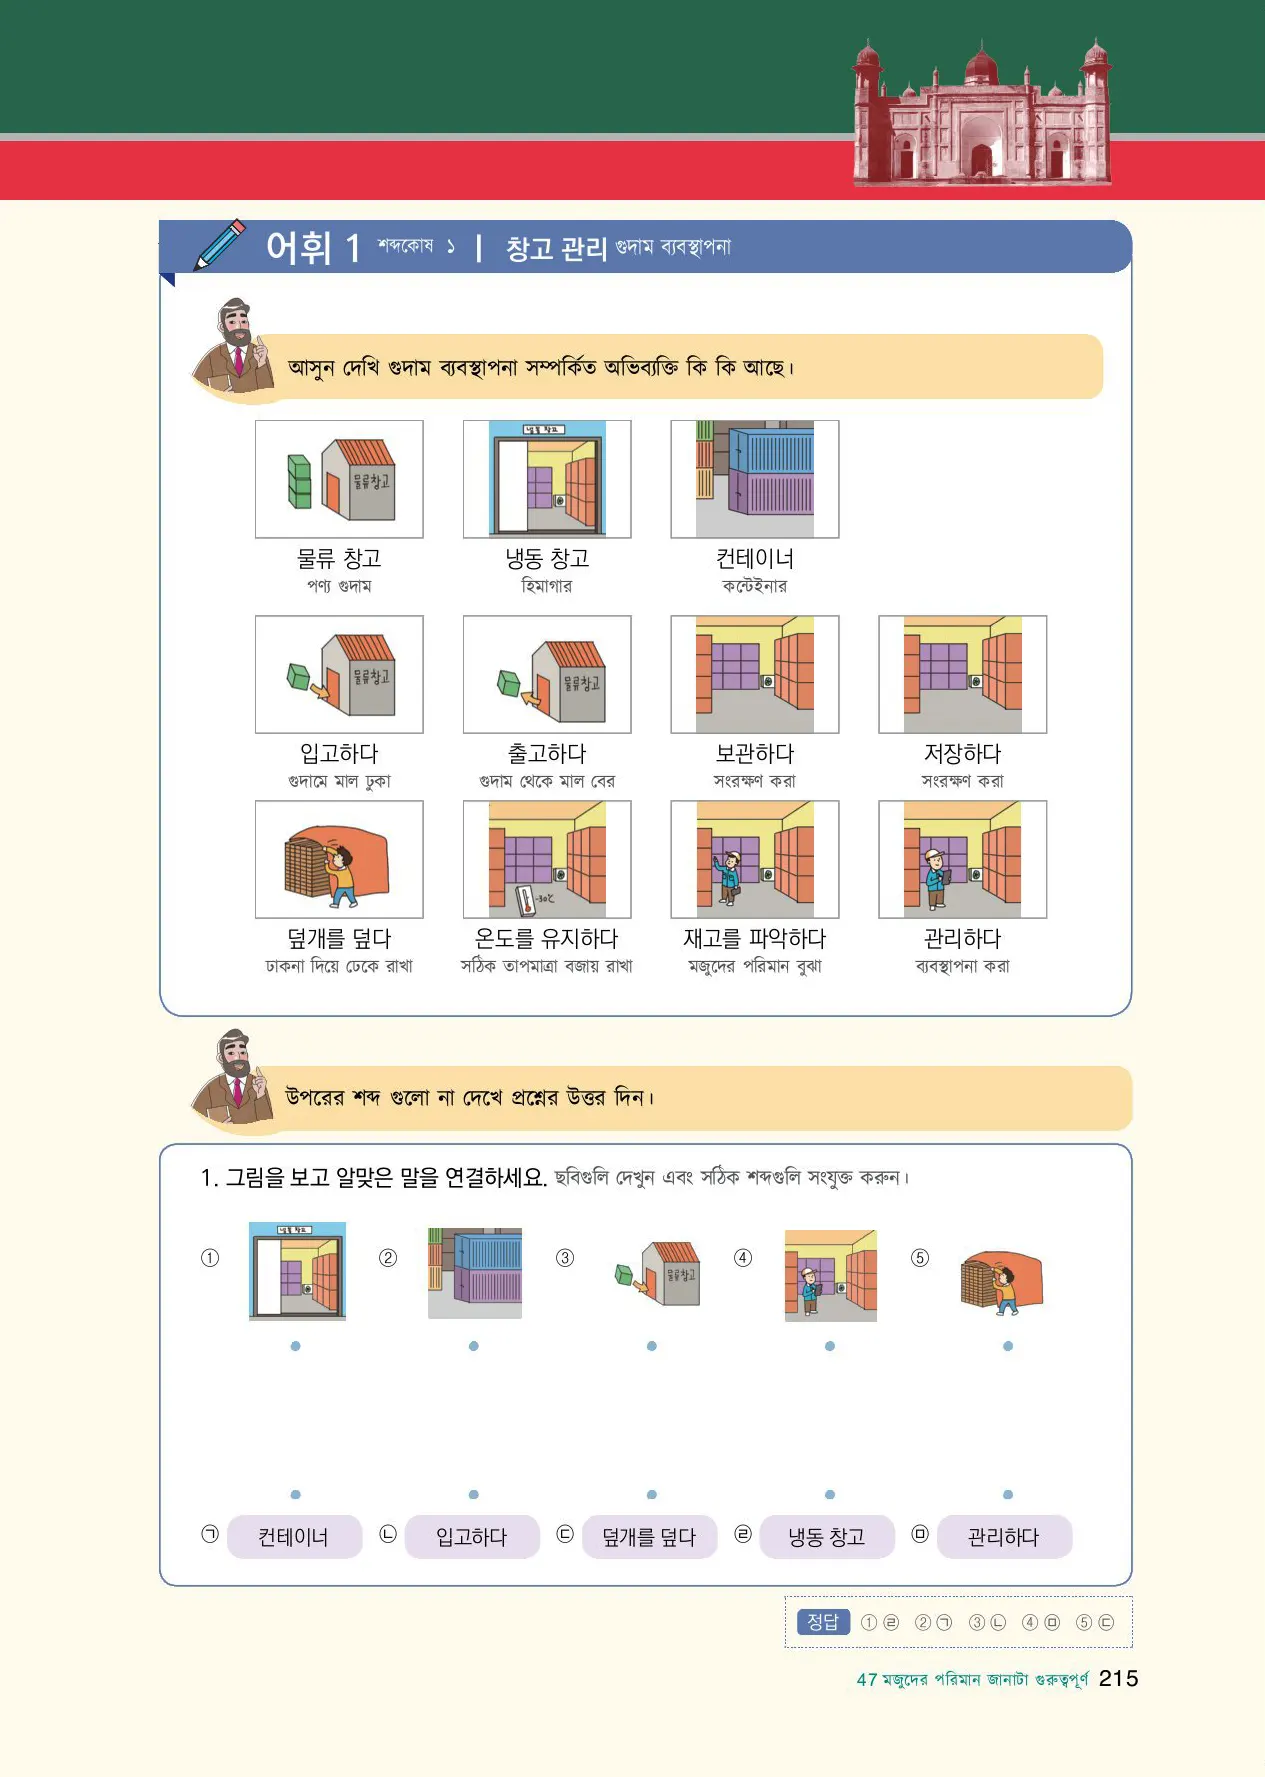 어휘 1 শব্দকোষ ১ | 창고 관리 গুদাম ব্যবস্থাপনা
আসুন দেখি গুদাম ব্যবস্থাপনা সম্পর্কিত অভিব্যক্তি কি কি আছে।
물류창고
냉동 창고
물류 창고
냉동 창고
컨테이너
পণ্য গুদাম
হিমাগার
কন্টেইনার
물류창고
물류창고
입고하다
출고하다
보관하다
저장하다
গুদামে মাল ঢুকা
গুদাম থেকে মাল বের
সংরক্ষণ করা
সংরক্ষণ করা
-30℃
덮개를 덮다
온도를 유지하다
재고를 파악하다
관리하다
ঢাকনা দিয়ে ঢেকে রাখা
সঠিক তাপমাত্রা বজায় রাখা
মজুদের পরিমান বুঝা
ব্যবস্থাপনা করা
উপরের শব্দ গুলো না দেখে প্রশ্নের উত্তর দিন।
1. 그림을 보고 알맞은 말을 연결하세요. ছবিগুলি দেখুন এবং সঠিক শব্দগুলি সংযুক্ত করুন।
① ② ③ ④ ⑤
냉동 창고
물류창고
㉠ 컨테이너 ㉡ 입고하다 ㉢ 덮개를 덮다 ㉣ 냉동 창고 ㉤ 관리하다
정답 ① ㉣ ② ㉠ ③ ㉡ ④ ㉤ ⑤ ㉢
47 মজুদের পরিমান জানাটা গুরুত্বপূর্ণ 215